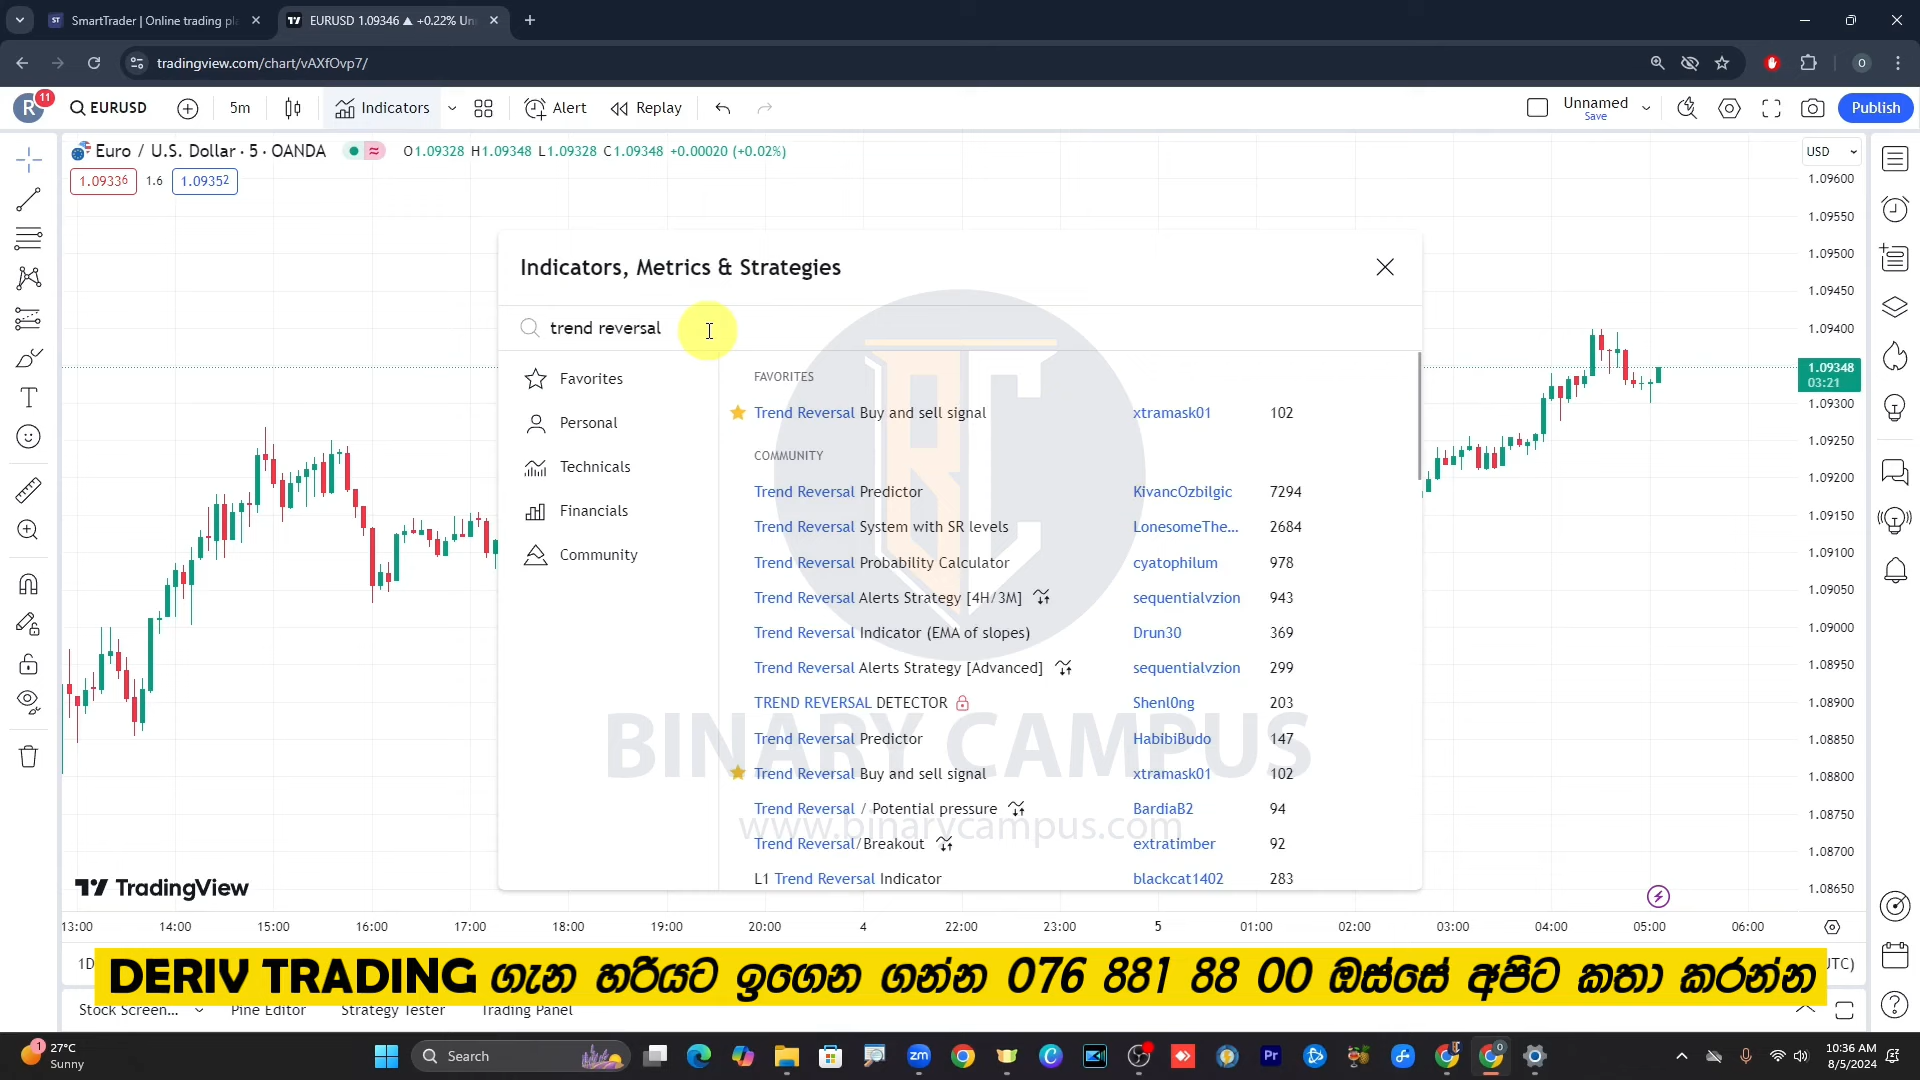 SmartTrader | Online trading pl
EURUSD 1.09346 ▲ +0.22% Un
tradingview.com/chart/vAXfOvp7/
R 11 EURUSD 5m Indicators Alert Replay Unnamed Save Publish
Euro / U.S. Dollar · 5 · OANDA O1.09328 H1.09348 L1.09328 C1.09348 +0.00020 (+0.02%) USD
1.09336 1.6 1.09352
1.09600
1.09550
1.09500
1.09450
1.09400
1.09348
03:21
1.09300
1.09250
1.09200
1.09150
1.09100
1.09050
1.09000
1.08950
1.08900
1.08850
1.08800
1.08750
1.08700
1.08650
Indicators, Metrics & Strategies
trend reversal
Favorites
Personal
Technicals
Financials
Community
FAVORITES
Trend Reversal Buy and sell signal xtramask01 102
COMMUNITY
Trend Reversal Predictor KivancOzbilgic 7294
Trend Reversal System with SR levels LonesomeThe... 2684
Trend Reversal Probability Calculator cyatophilum 978
Trend Reversal Alerts Strategy [4H/3M] sequentialvzion 943
Trend Reversal Indicator (EMA of slopes) Drun30 369
Trend Reversal Alerts Strategy [Advanced] sequentialvzion 299
TREND REVERSAL DETECTOR Shenl0ng 203
Trend Reversal Predictor HabibiBudo 147
Trend Reversal Buy and sell signal xtramask01 102
Trend Reversal / Potential pressure BardiaB2 94
Trend Reversal/Breakout extratimber 92
L1 Trend Reversal Indicator blackcat1402 283
BINARY CAMPUS
www.binarycampus.com
TradingView
13:00 14:00 15:00 16:00 17:00 18:00 19:00 20:00 4 22:00 23:00 5 02:00 03:00 04:00 05:00 06:00
1D UTC)
DERIV TRADING ගැන හරියට ඉගෙන ගන්න 076 881 88 00 ඔස්සේ අපිට කතා කරන්න
Stock Screen... Pine Editor Strategy Tester Trading Panel
1 27°C
Sunny
Search
zm
Pr
10:36 AM
8/5/2024